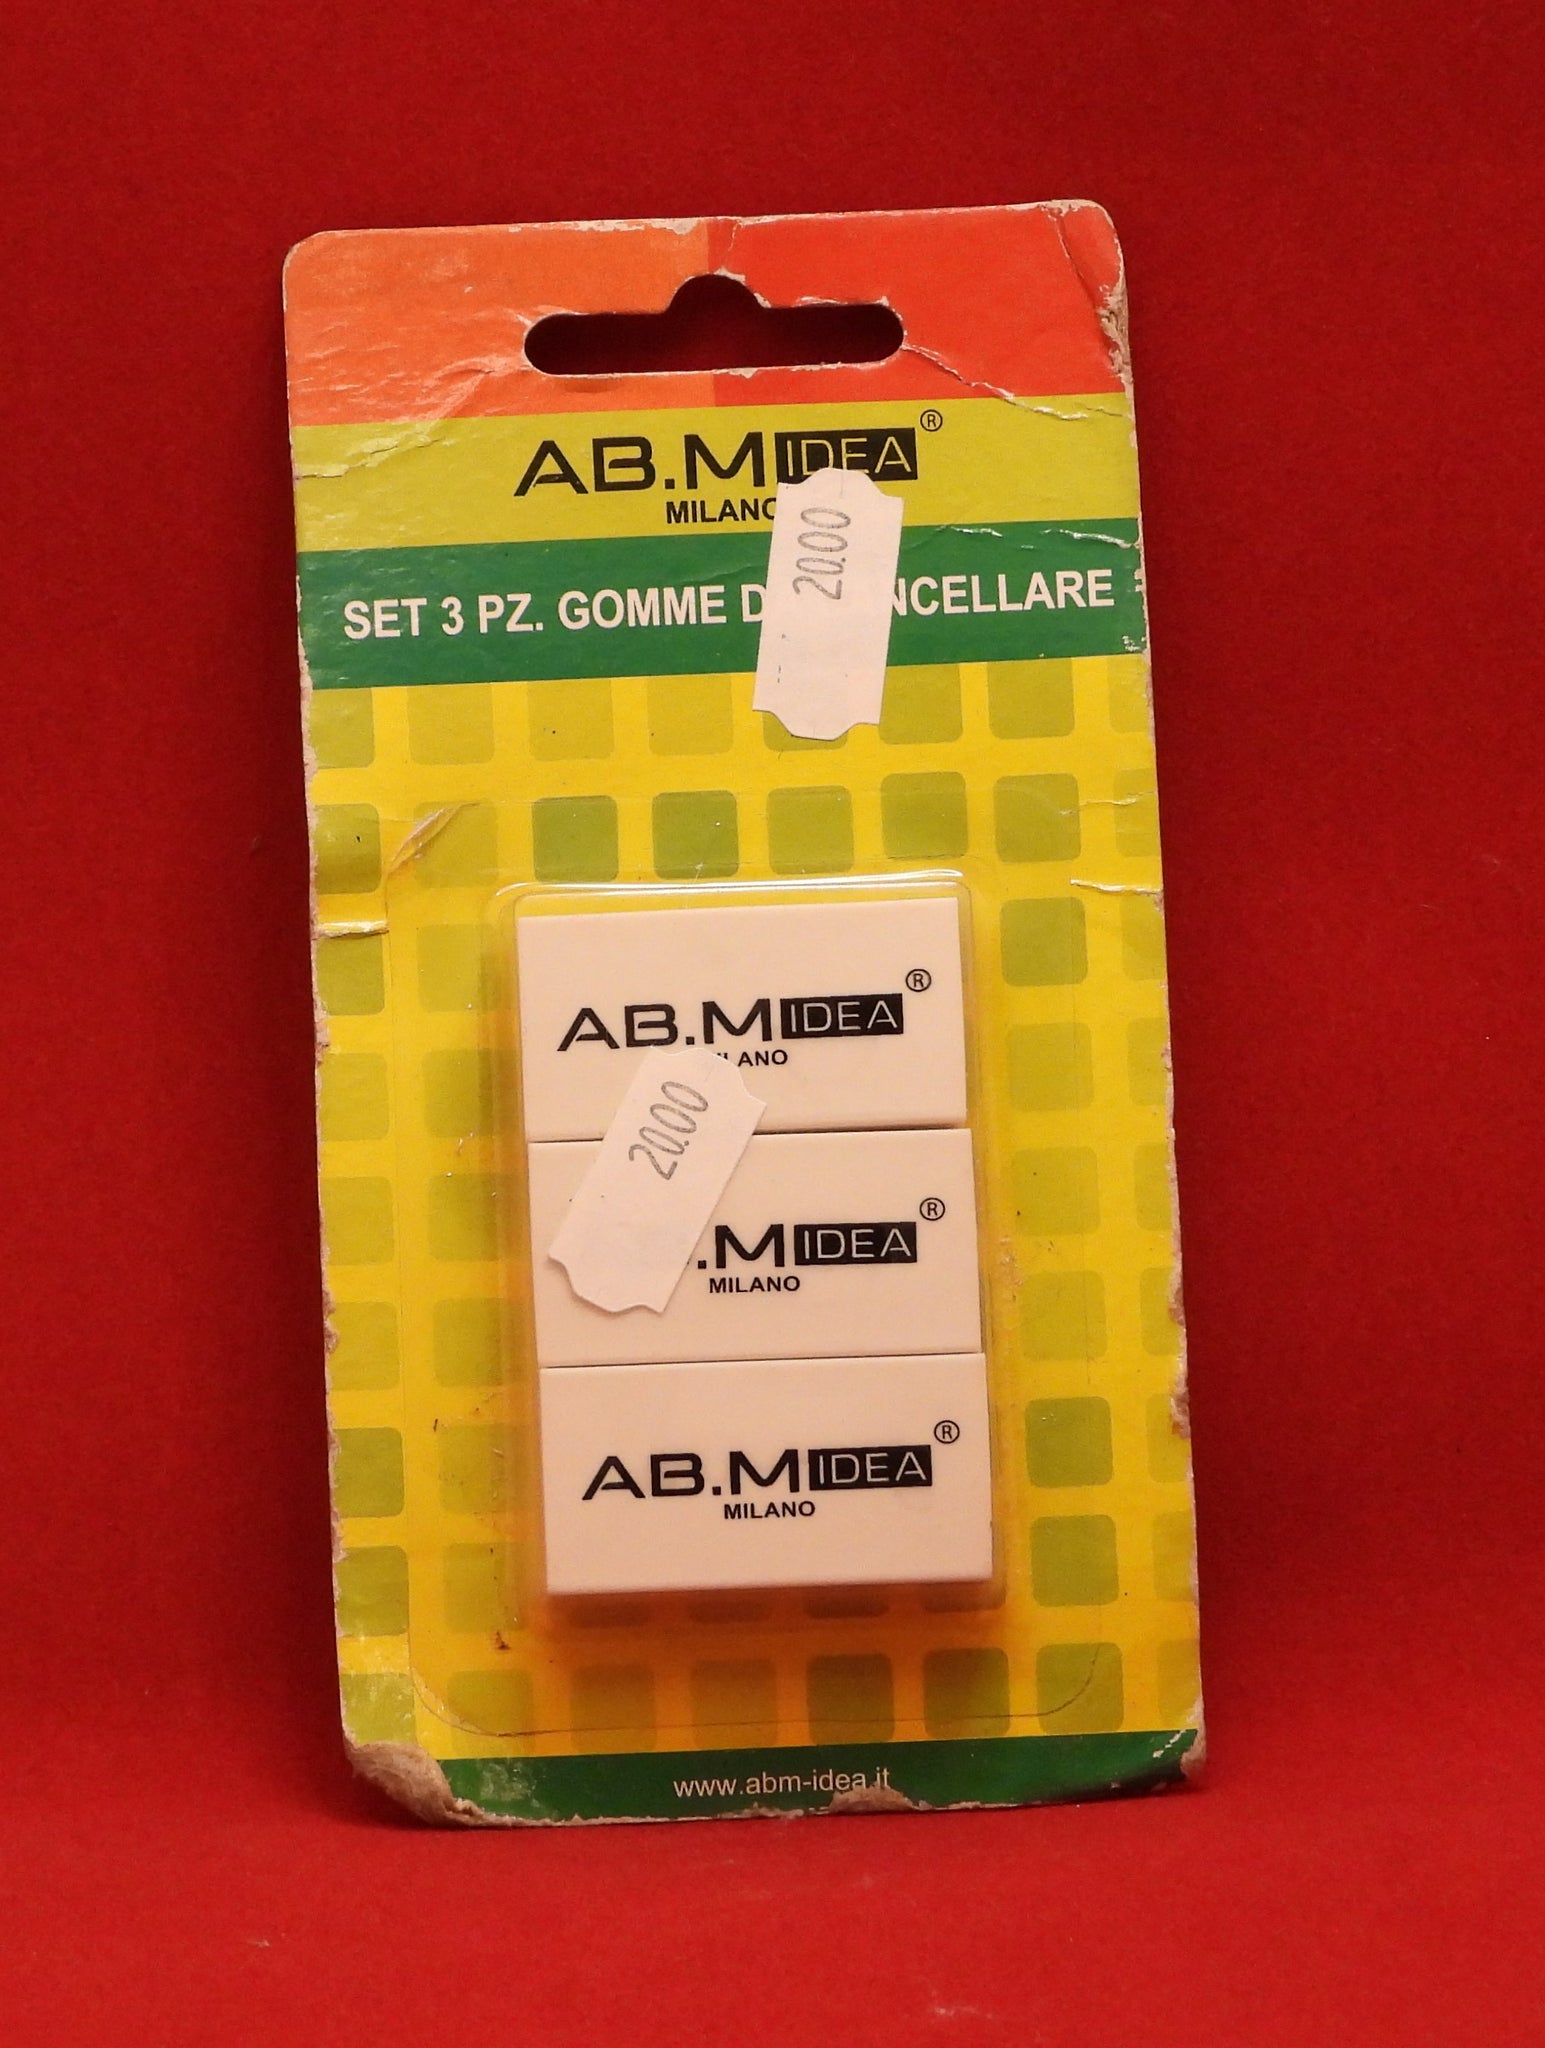 AB.M IDEA ®
MILANO
20.00
SET 3 PZ. GOMME
AB.M IDEA ®
MILANO
20.00
.M IDEA ®
MILANO
AB.M IDEA ®
MILANO
www.abm-idea.it